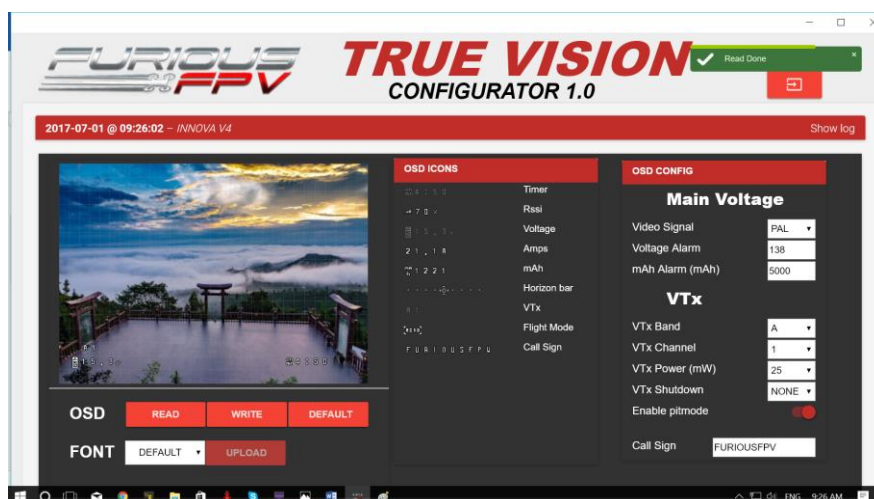 FURIOUS
FPV
TRUE VISION
CONFIGURATOR 1.0
Read Done
2017-07-01 @ 09:26:02 – INNOVA V4
Show log
OSD ICONS
Timer
Rssi
Voltage
21.18 Amps
1221 mAh
Horizon bar
VTx
Flight Mode
FURIOUSFPV Call Sign
OSD CONFIG
Main Voltage
Video Signal PAL
Voltage Alarm 138
mAh Alarm (mAh) 5000
VTx
VTx Band A
VTx Channel 1
VTx Power (mW) 25
VTx Shutdown NONE
Enable pitmode
Call Sign FURIOUSFPV
OSD READ WRITE DEFAULT
FONT DEFAULT UPLOAD
ENG 9:26 AM